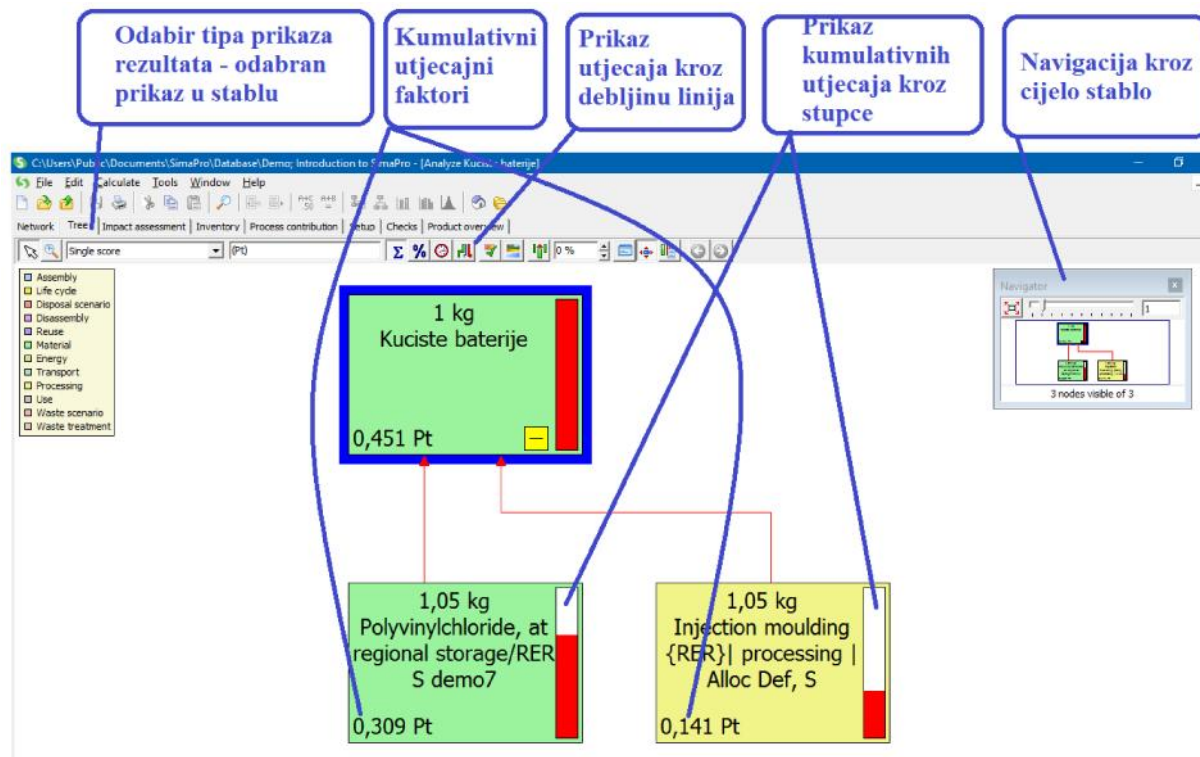 Odabir tipa prikaza
rezultata - odabran
prikaz u stablu
Kumulativni
utjecajni
faktori
Prikaz
utjecaja kroz
debljinu linija
Prikaz
kumulativnih
utjecaja kroz
stupce
Navigacija kroz
cijelo stablo
C:\Users\Public\Documents\SimaPro\Database\Demo; Introduction to SimaPro - [Analyze Kuciste baterije]
File Edit Calculate Tools Window Help
Network Tree Impact assessment Inventory Process contribution Setup Checks Product overview
Single score (Pt) Σ % 0 %
Assembly
Life cycle
Disposal scenario
Disassembly
Reuse
Material
Energy
Transport
Processing
Use
Waste scenario
Waste treatment
1 kg
Kuciste baterije
0,451 Pt
Navigator
1
3 nodes visible of 3
1,05 kg
Polyvinylchloride, at
regional storage/RER
S demo7
0,309 Pt
1,05 kg
Injection moulding
{RER}| processing |
Alloc Def, S
0,141 Pt